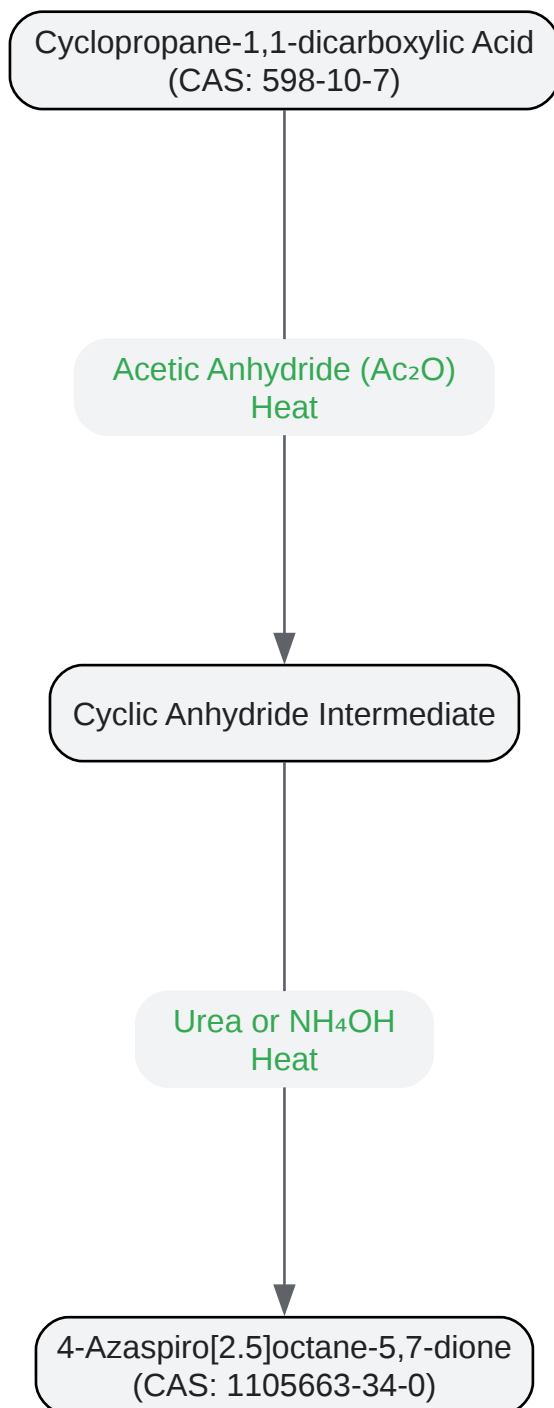 Cyclopropane-1,1-dicarboxylic Acid
(CAS: 598-10-7)
Acetic Anhydride (Ac₂O)
Heat
Cyclic Anhydride Intermediate
Urea or NH₄OH
Heat
4-Azaspiro[2.5]octane-5,7-dione
(CAS: 1105663-34-0)